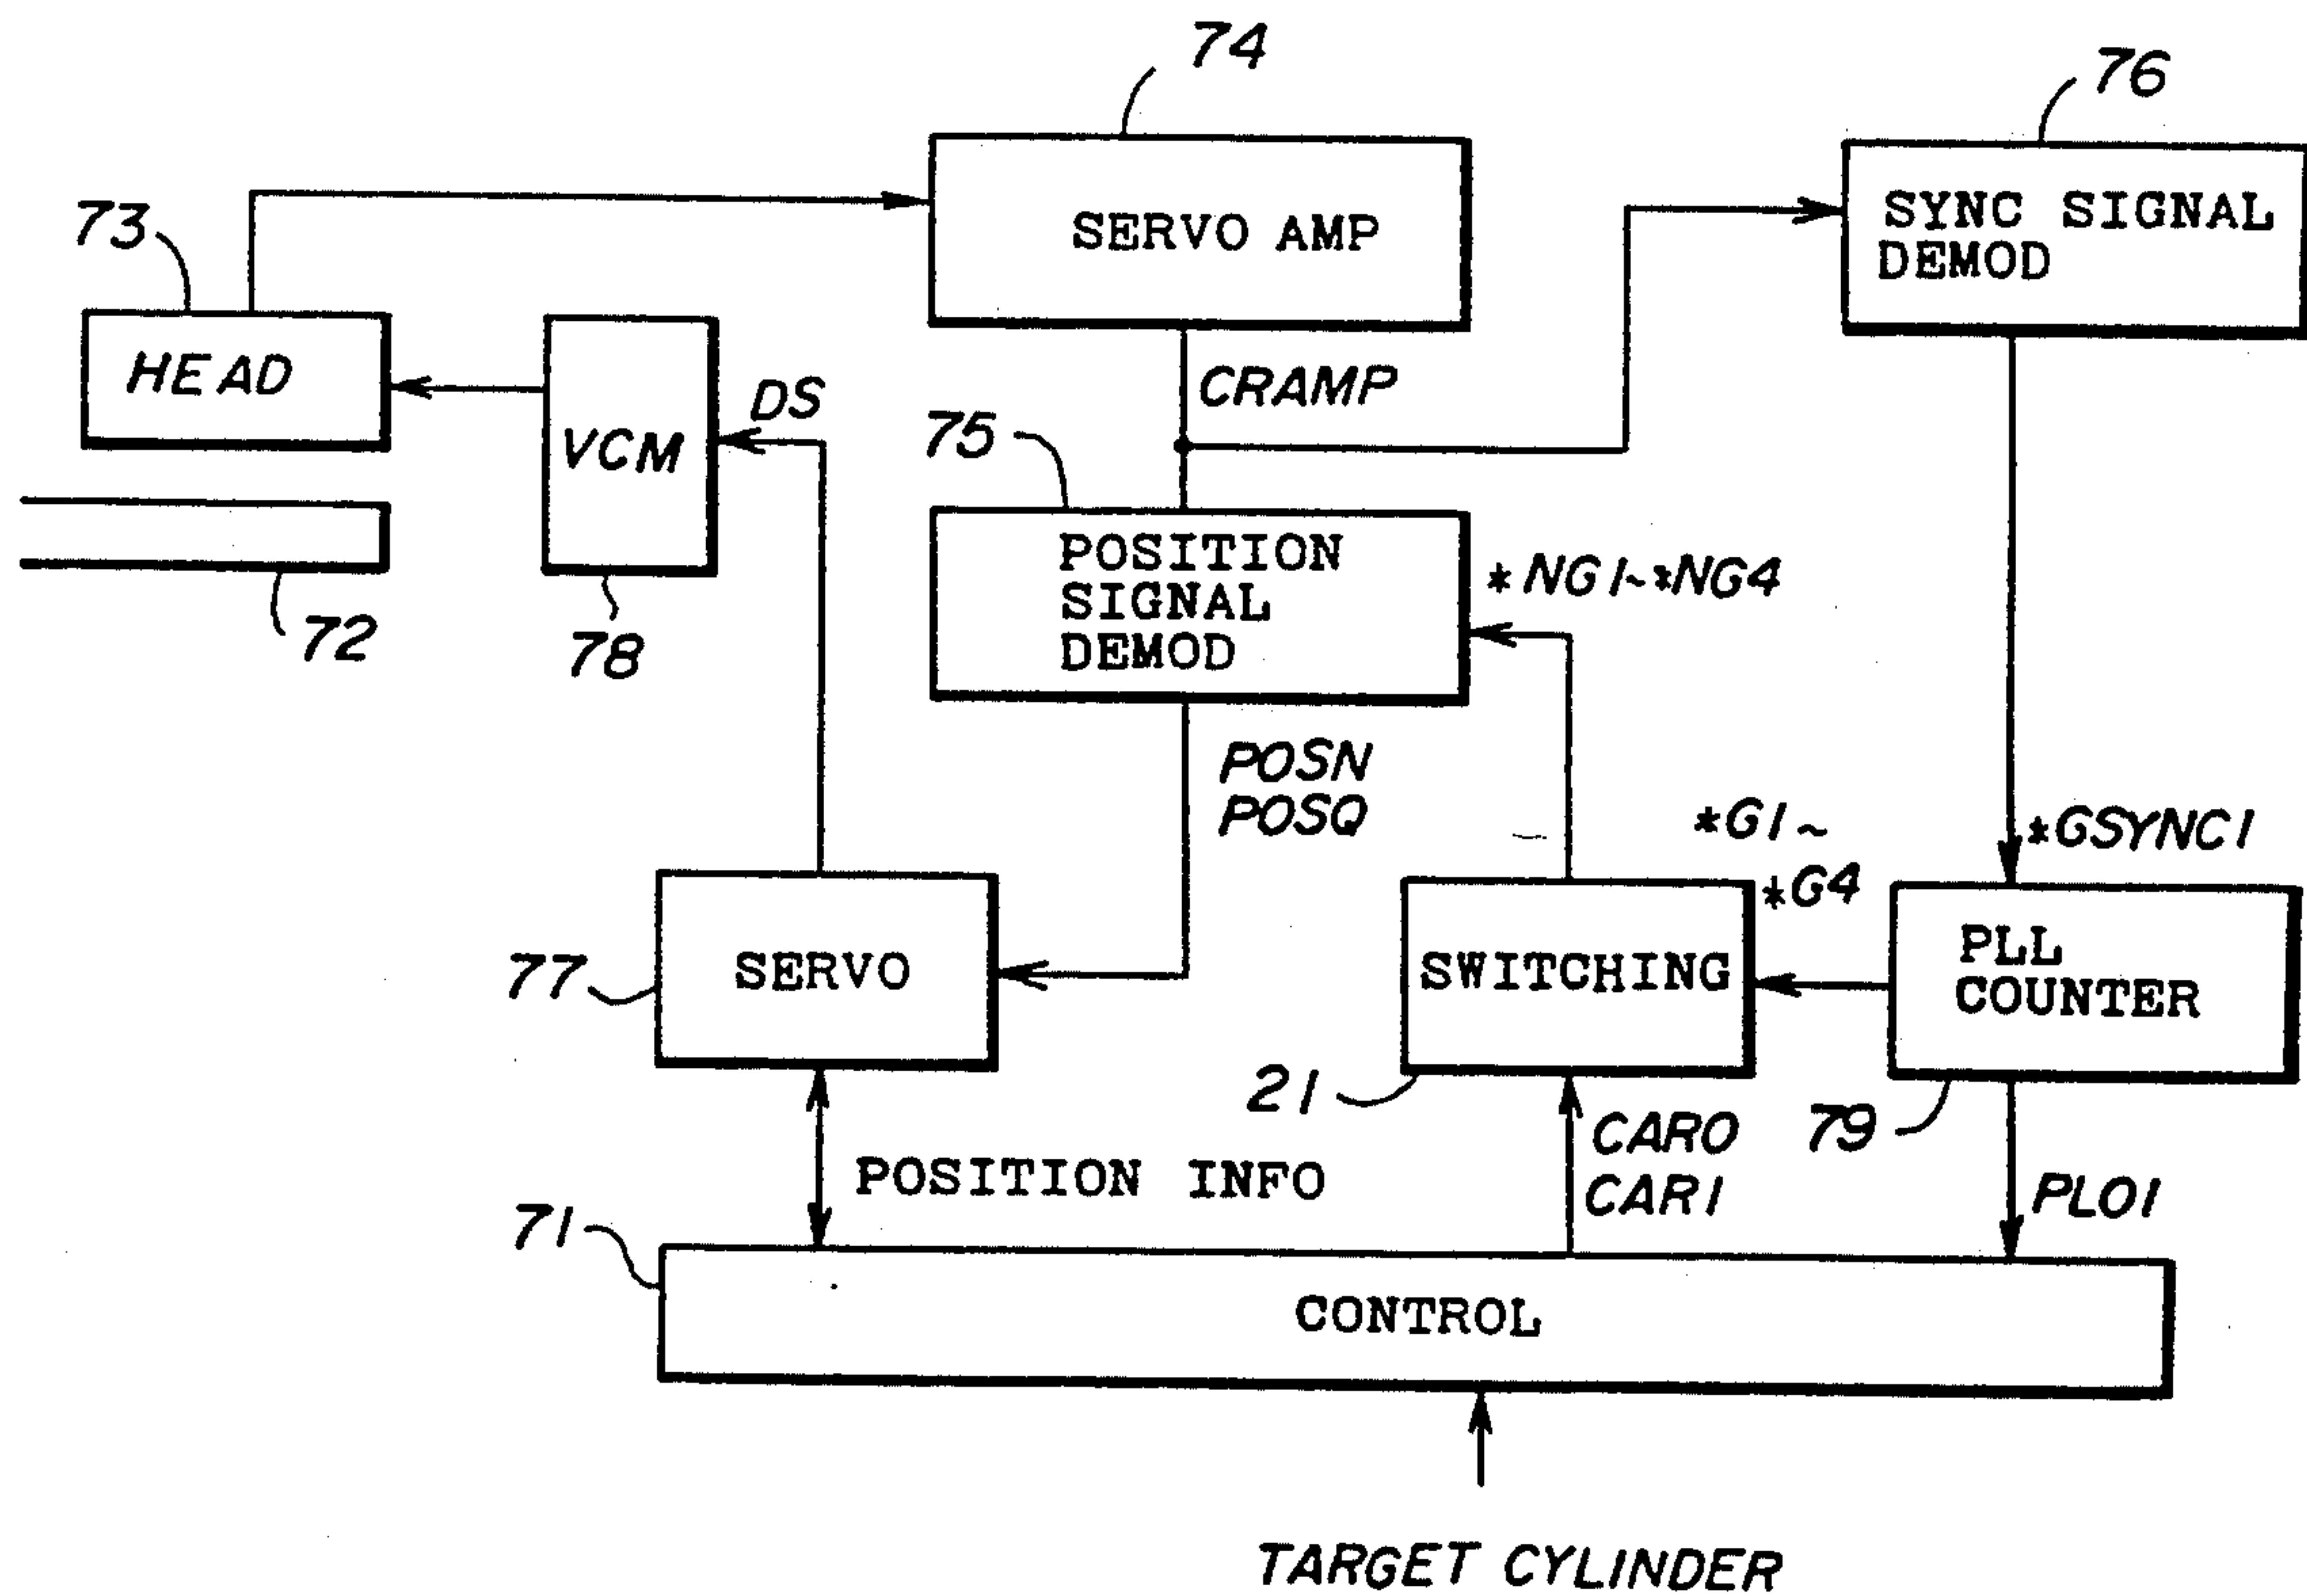 74
76
73
SERVO AMP
SYNC SIGNAL
DEMOD
HEAD
CRAMP
DS
75
VCM
POSITION
SIGNAL
DEMOD
*NG1~*NG4
72
78
POSN
POSQ
*G1~
*G4
*GSYNC1
77
SERVO
SWITCHING
PLL
COUNTER
21
CAR0
CAR1
79
POSITION INFO
PLO1
71
CONTROL
TARGET CYLINDER